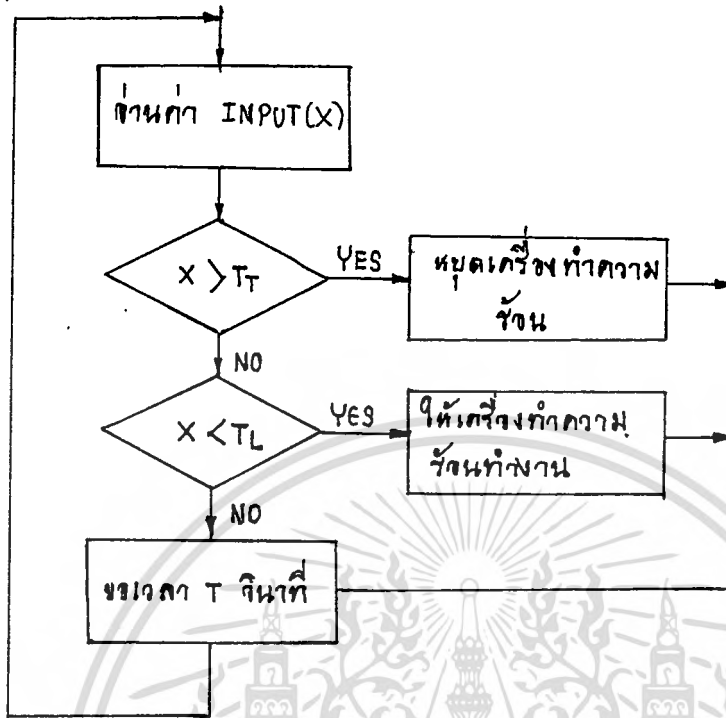 อ่านค่า INPUT(X)
X > T_T
YES
หยุดเครื่องทำความ
ร้อน
NO
X < T_L
YES
ให้เครื่องทำความ
ร้อนทำงาน
NO
รอเวลา T วินาที่